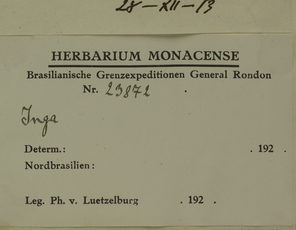 28-XII-13
HERBARIUM MONACENSE
Brasilianische Grenzexpeditionen General Rondon
Nr. 23872 .
Inga
Determ.: . 192 .
Nordbrasilien:
Leg. Ph. v. Luetzelburg . 192 .